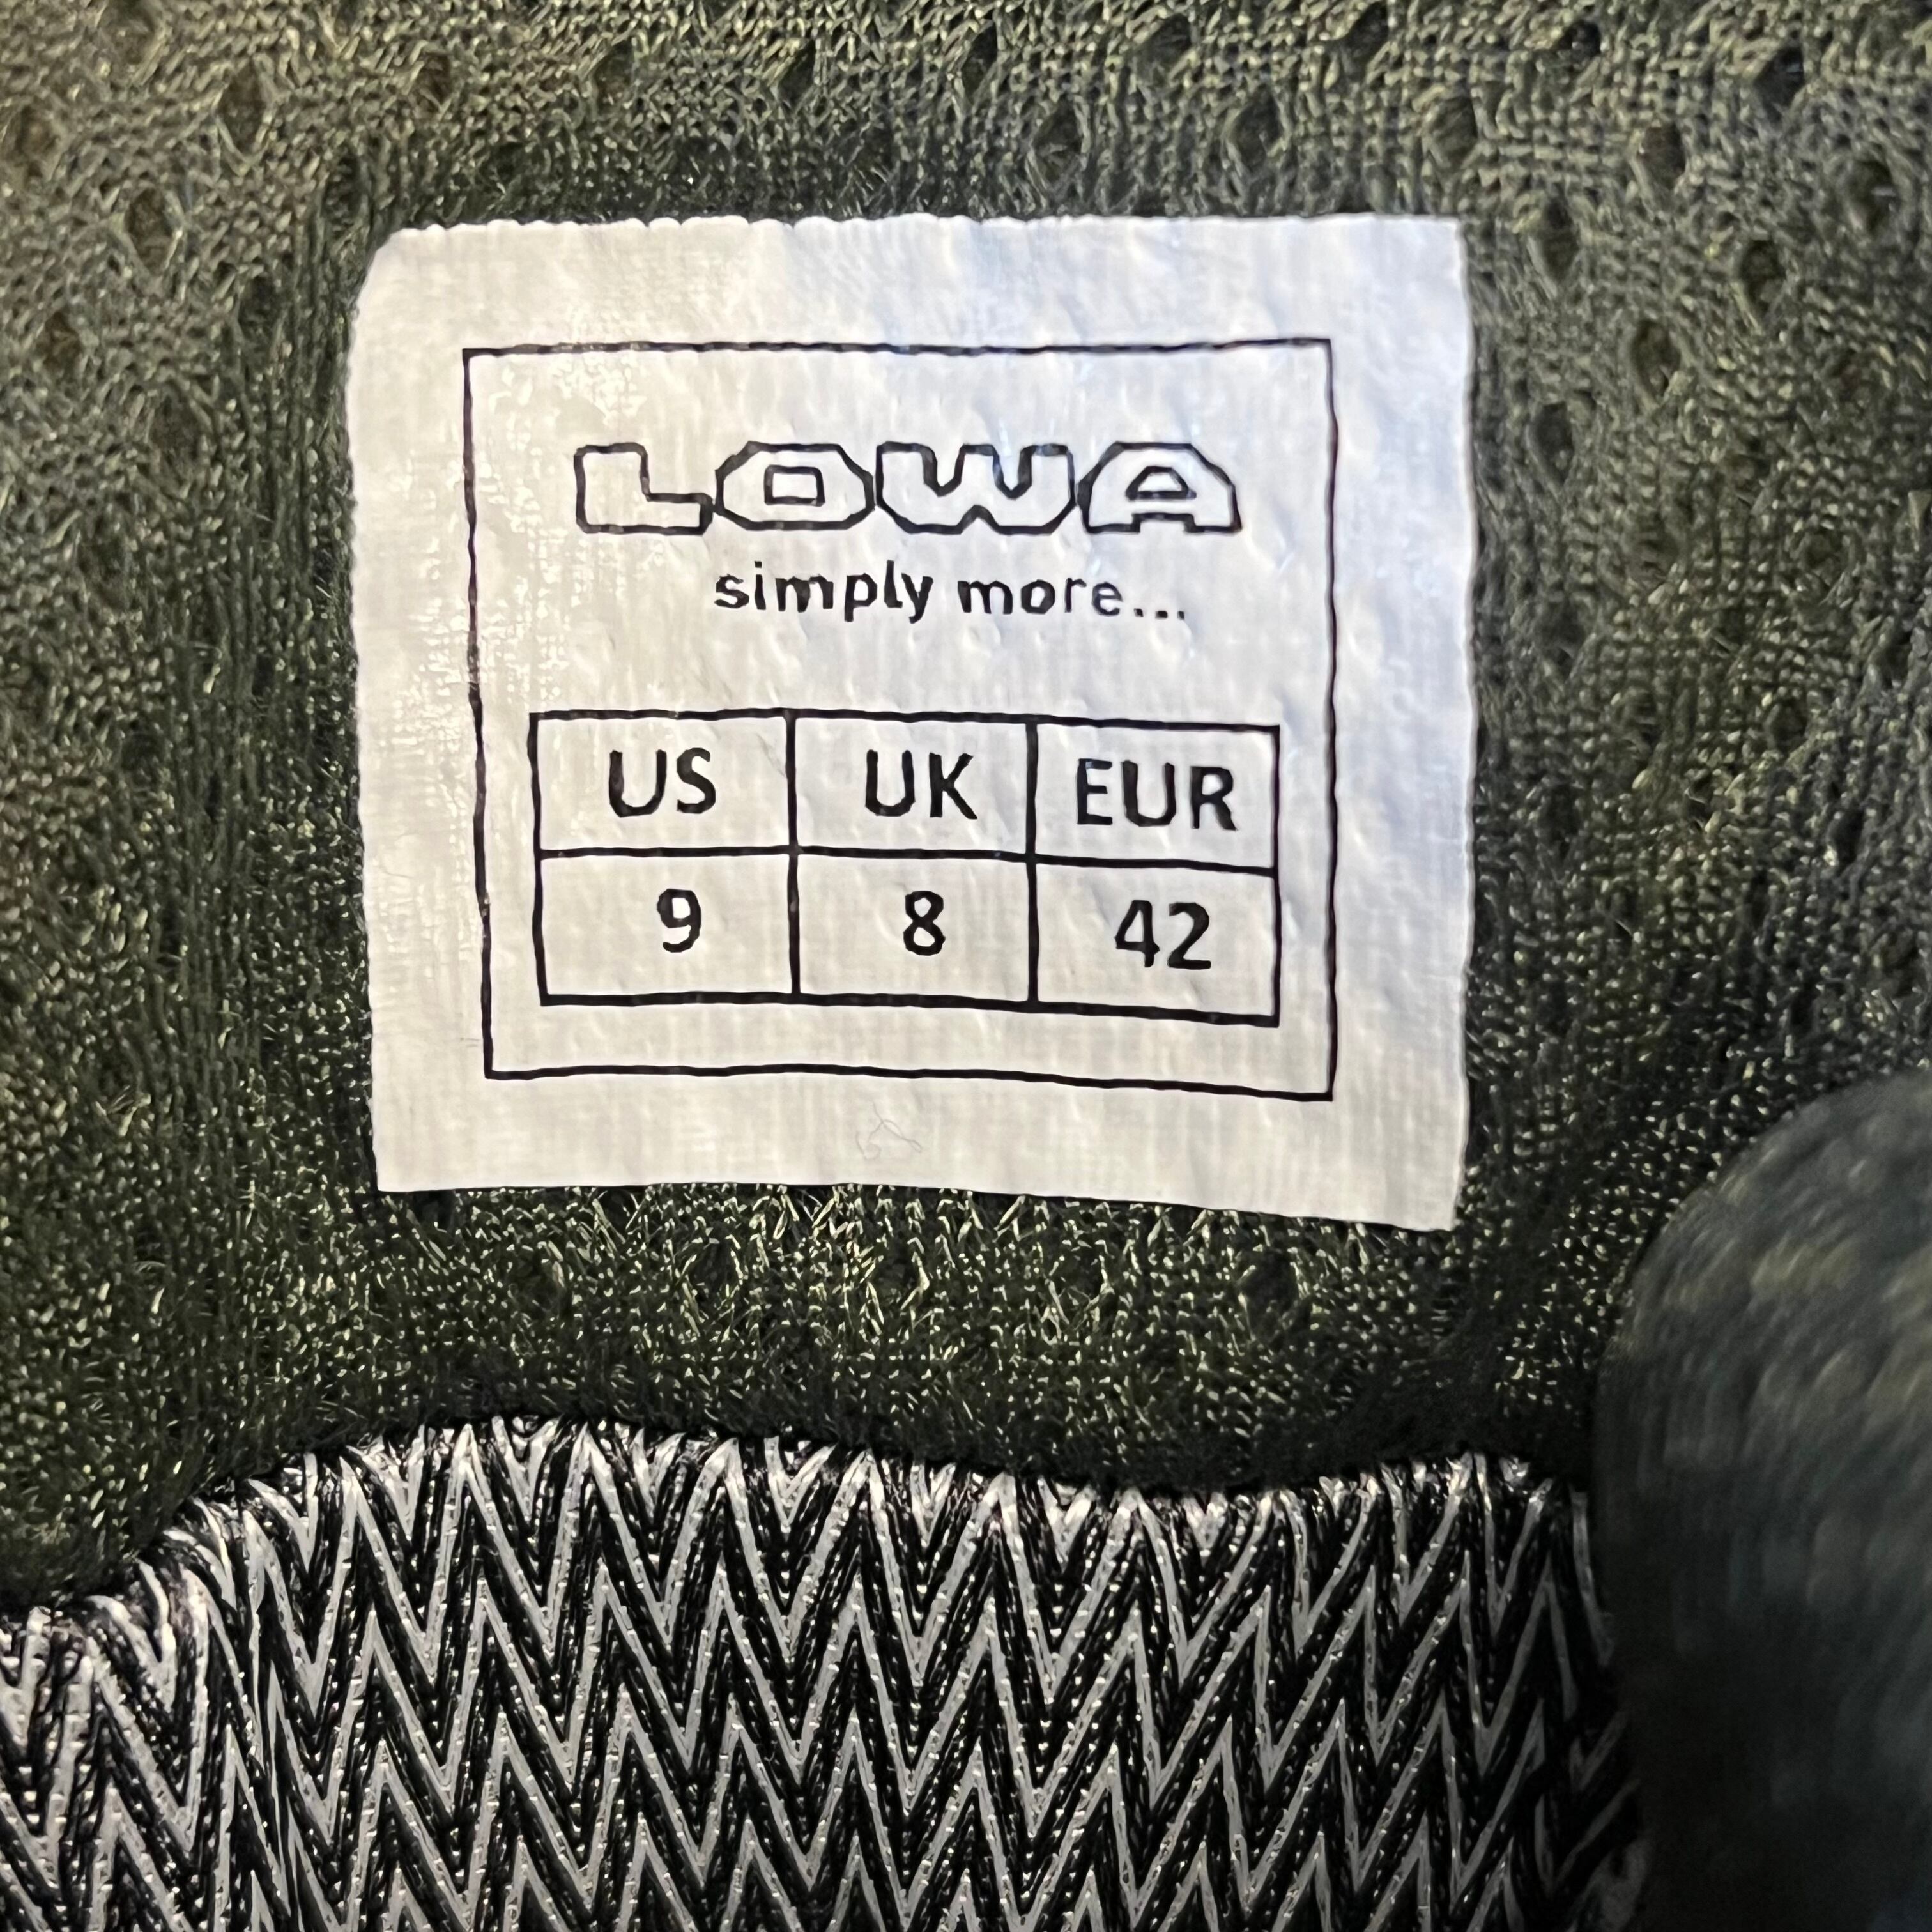 LOWA
simply more...
US UK EUR
9 8 42